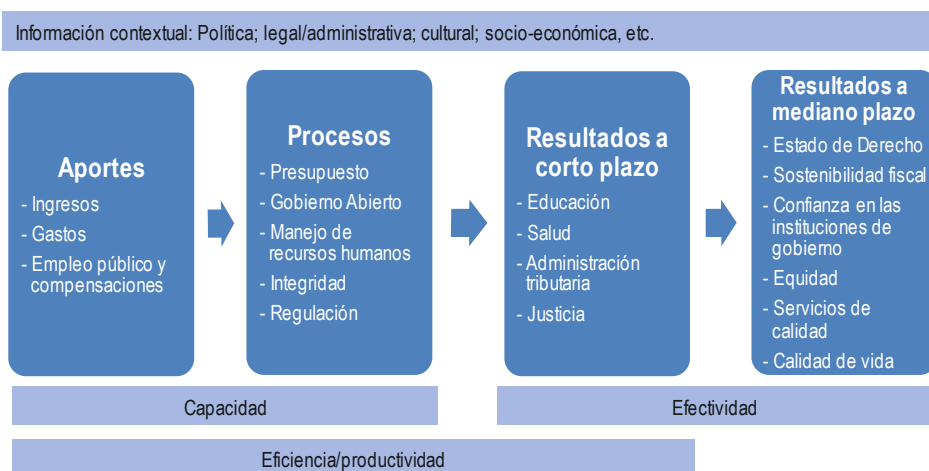 Información contextual: Política; legal/administrativa; cultural; socio-económica, etc.
Aportes
- Ingresos
- Gastos
- Empleo público y
compensaciones
Procesos
- Presupuesto
- Gobierno Abierto
- Manejo de
recursos humanos
- Integridad
- Regulación
Resultados a
corto plazo
- Educación
- Salud
- Administración
tributaria
- Justicia
Resultados a
mediano plazo
- Estado de Derecho
- Sostenibilidad fiscal
- Confianza en las
instituciones de
gobierno
- Equidad
- Servicios de
calidad
- Calidad de vida
Capacidad
Efectividad
Eficiencia/productividad